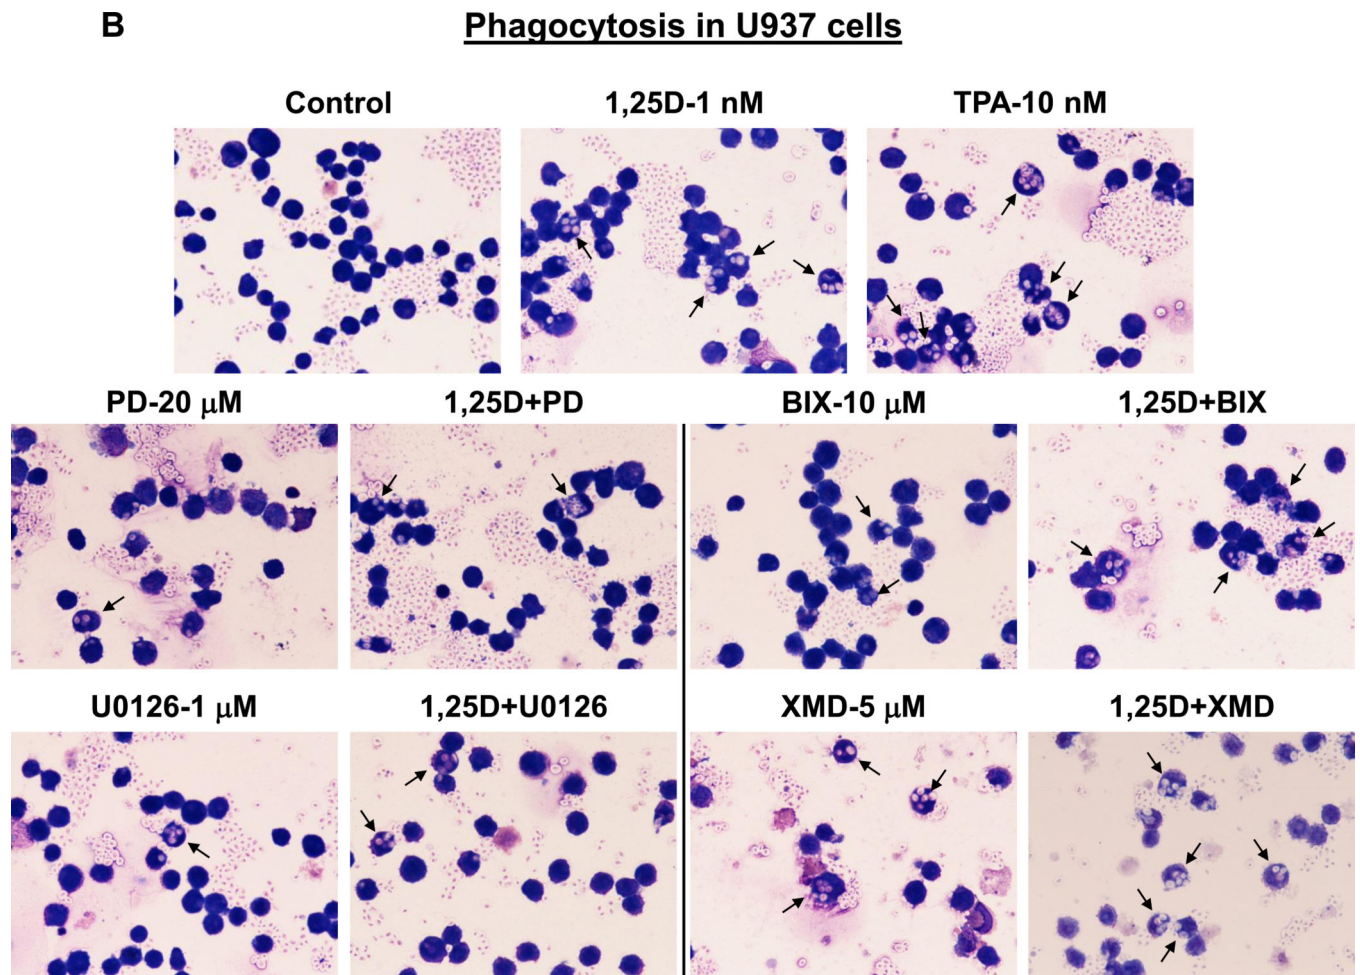 B
Phagocytosis in U937 cells
Control
1,25D-1 nM
TPA-10 nM
PD-20 μM
1,25D+PD
BIX-10 μM
1,25D+BIX
U0126-1 μM
1,25D+U0126
XMD-5 μM
1,25D+XMD